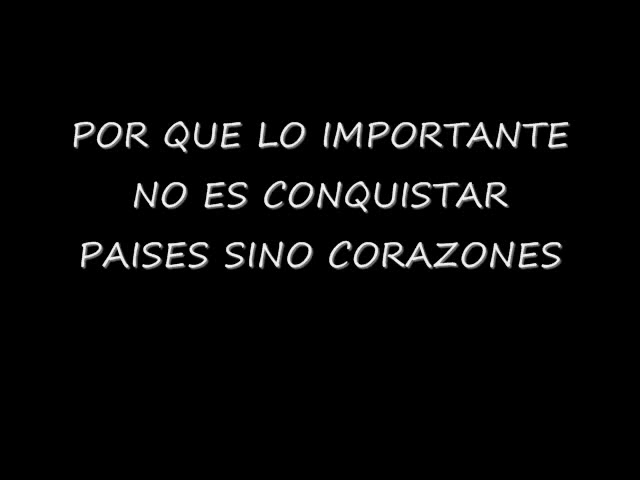 POR QUE LO IMPORTANTE
NO ES CONQUISTAR
PAISES SINO CORAZONES